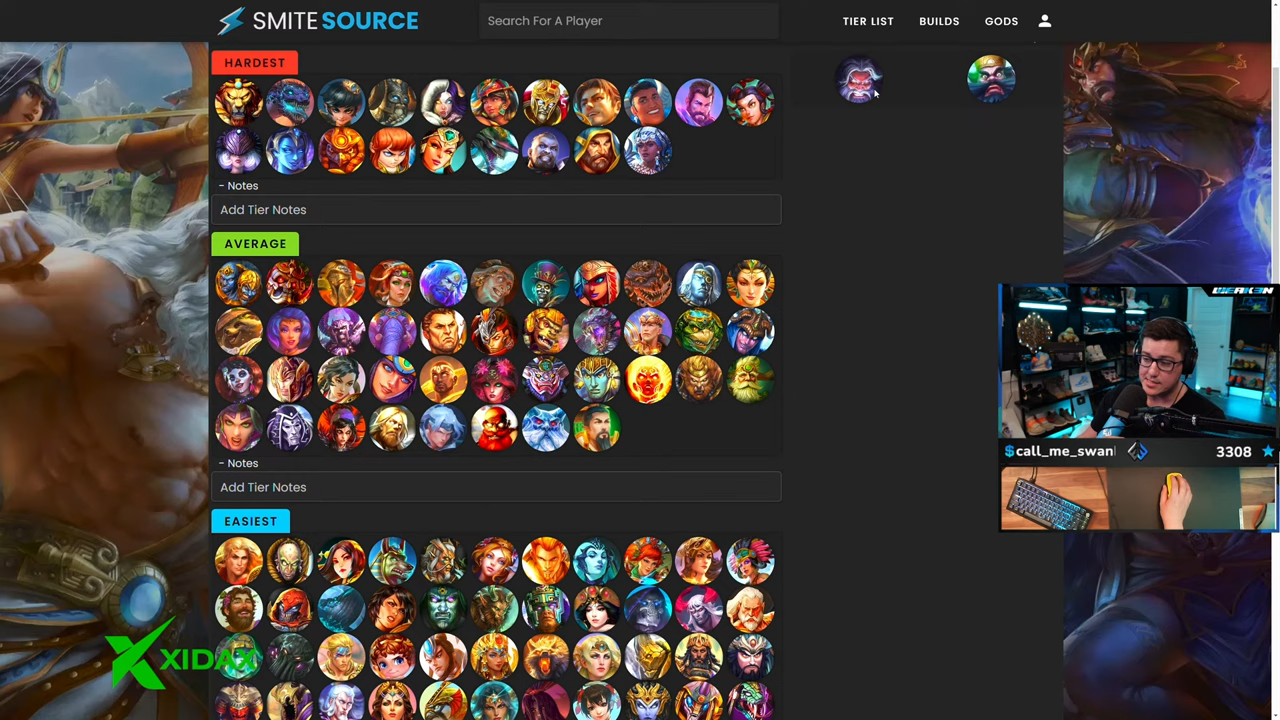 SMITE SOURCE
Search For A Player
TIER LIST
BUILDS
GODS
HARDEST
- Notes
Add Tier Notes
AVERAGE
- Notes
Add Tier Notes
EASIEST
$call_me_swan
3308
XIDAX